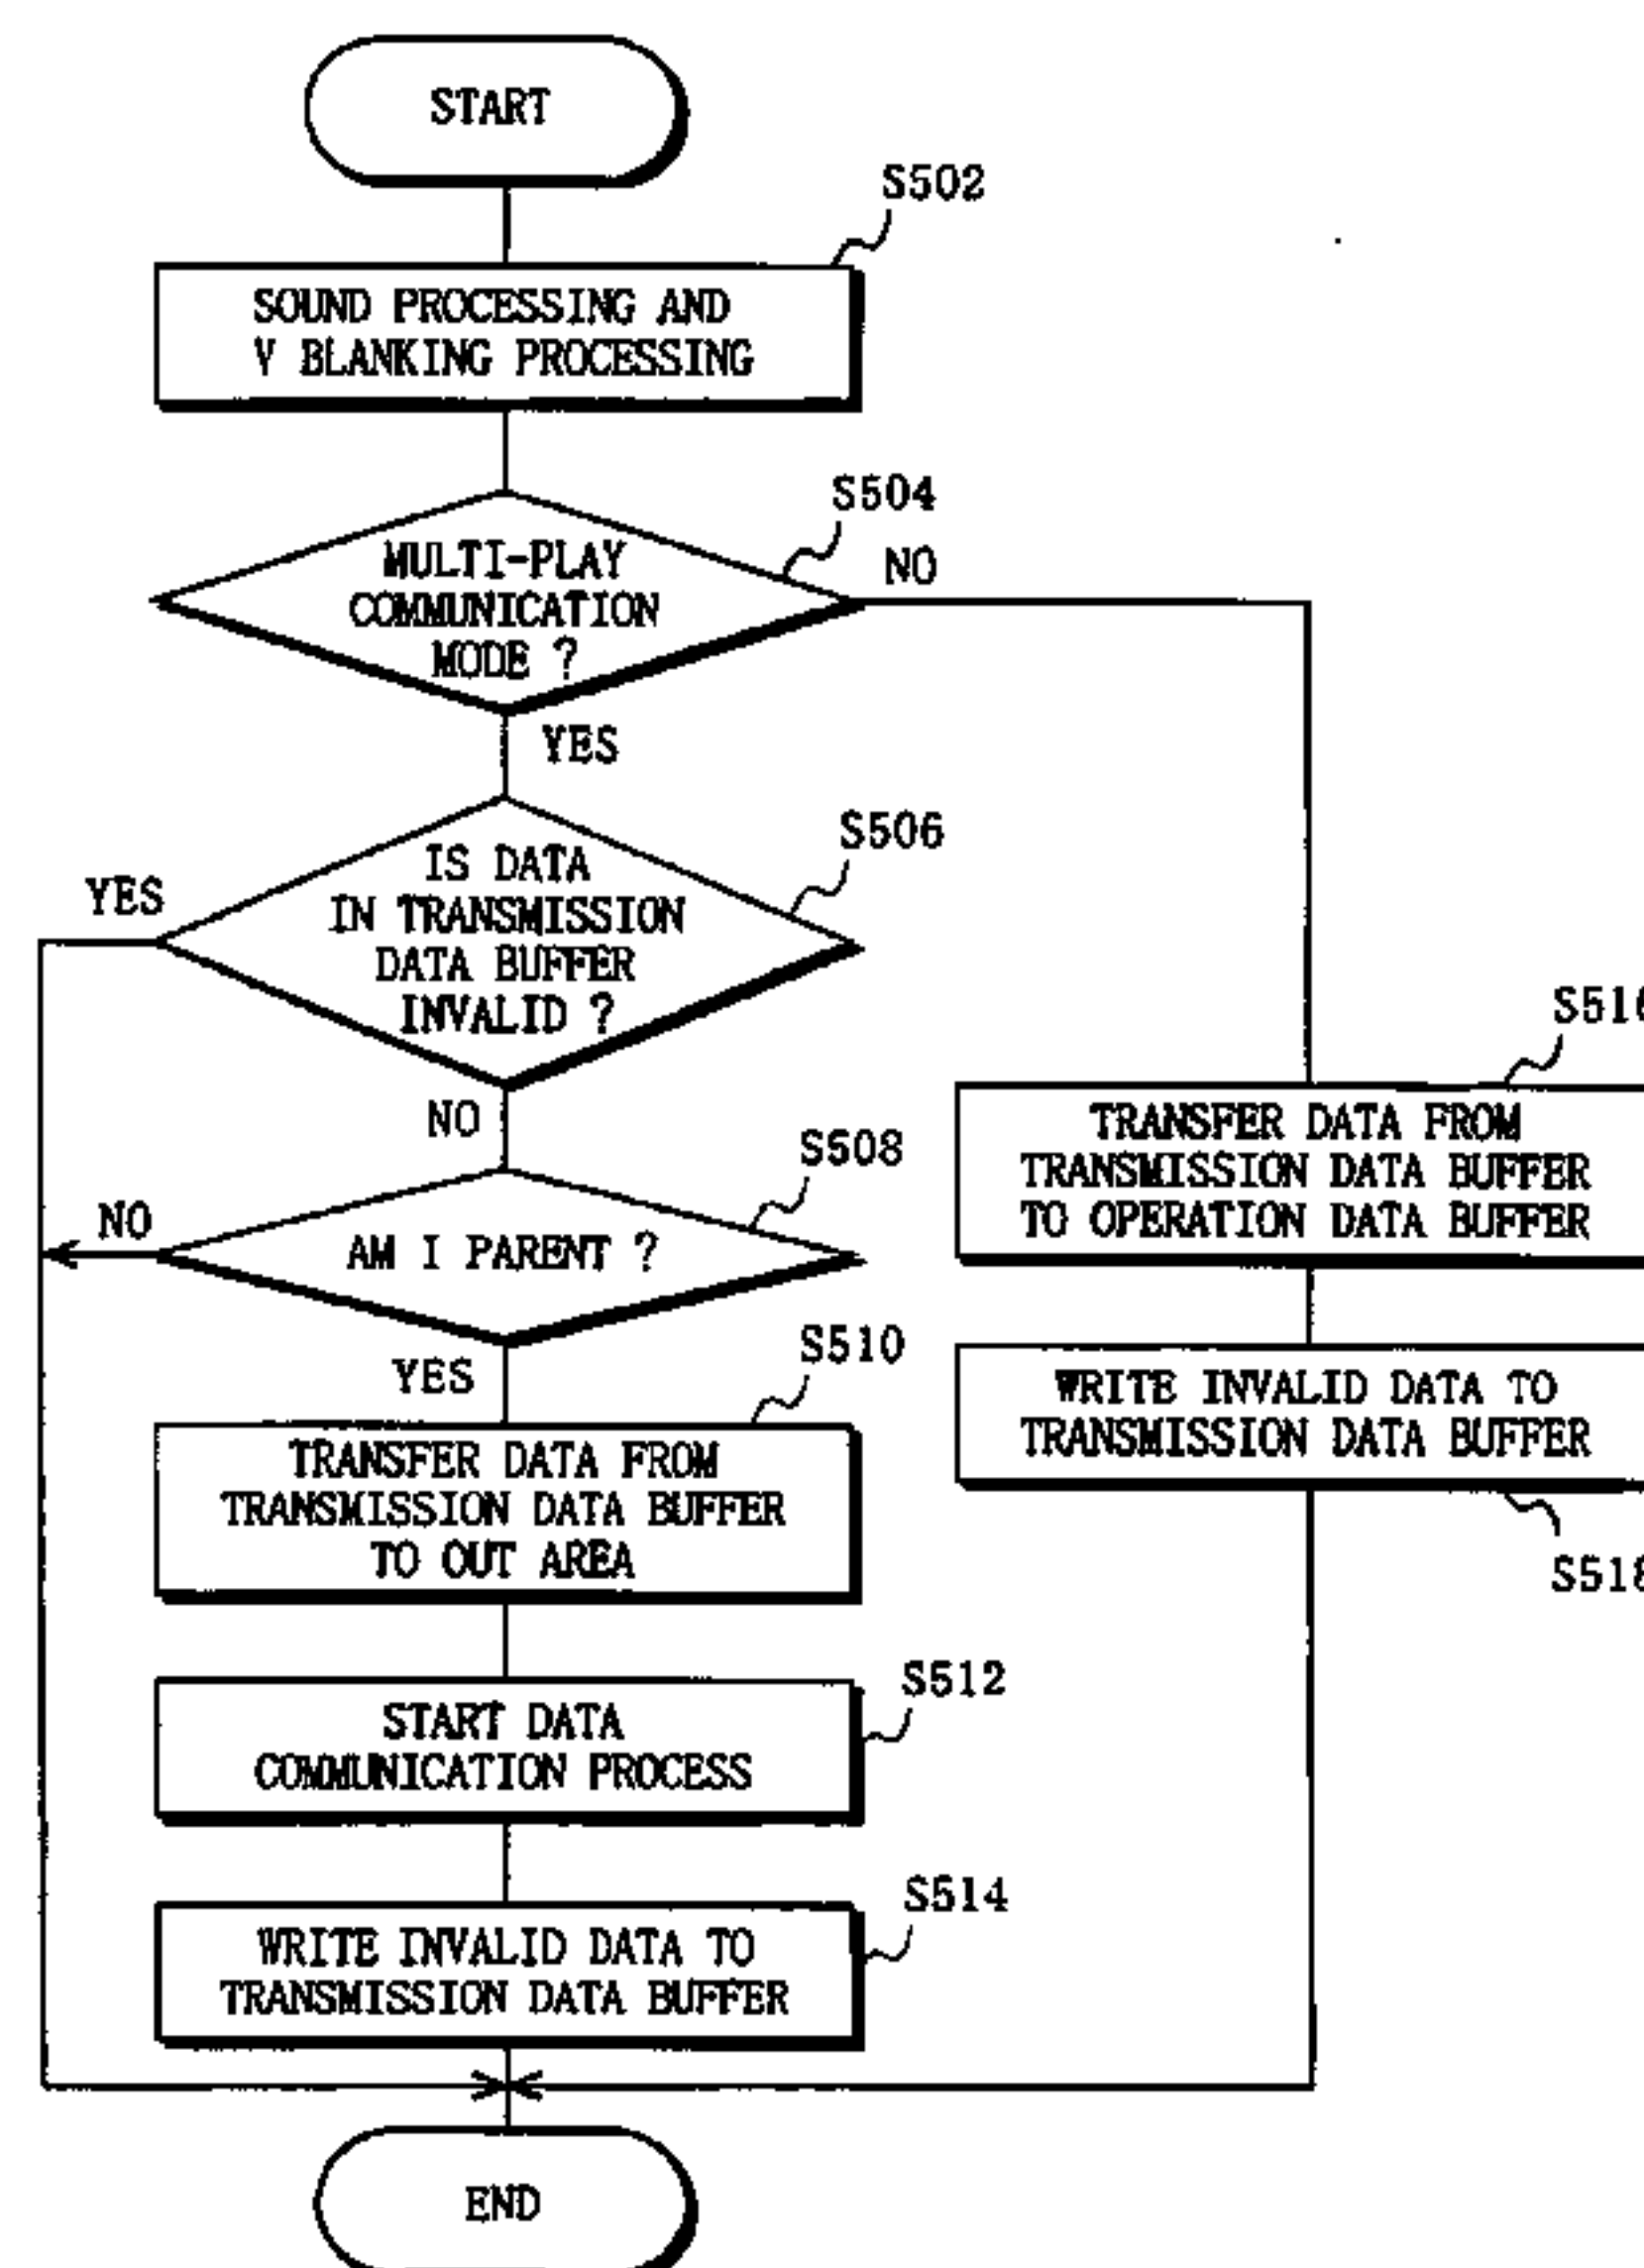 START
S502
SOUND PROCESSING AND
V BLANKING PROCESSING
S504
MULTI-PLAY
COMMUNICATION
MODE ?
NO
YES
S506
IS DATA
IN TRANSMISSION
DATA BUFFER
INVALID ?
YES
NO
S508
AM I PARENT ?
NO
YES
S510
TRANSFER DATA FROM
TRANSMISSION DATA BUFFER
TO OUT AREA
S512
START DATA
COMMUNICATION PROCESS
S514
WRITE INVALID DATA TO
TRANSMISSION DATA BUFFER
S516
TRANSFER DATA FROM
TRANSMISSION DATA BUFFER
TO OPERATION DATA BUFFER
WRITE INVALID DATA TO
TRANSMISSION DATA BUFFER
S518
END